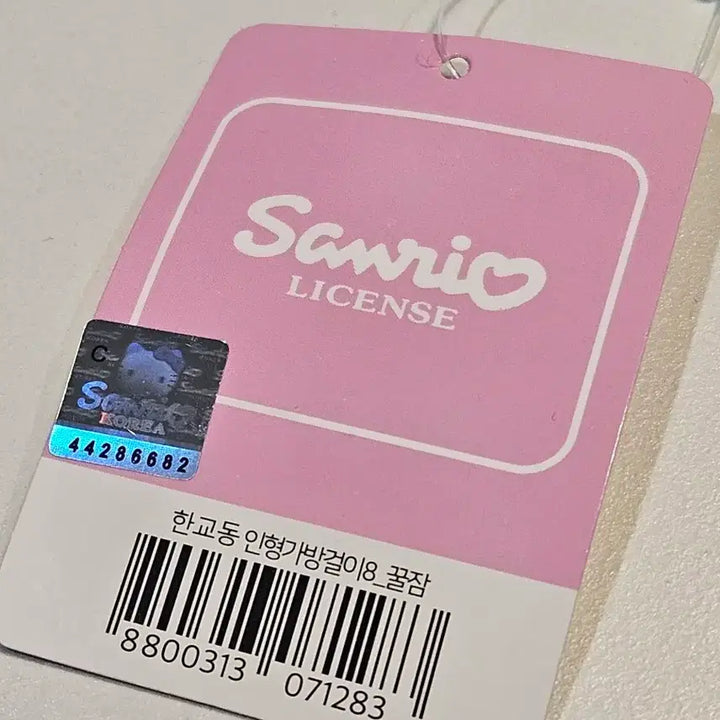 Sanrio
LICENSE
C
Sanrio
KOREA
44286682
한교동 인형가방걸이8_꿀잠
8800313 071283